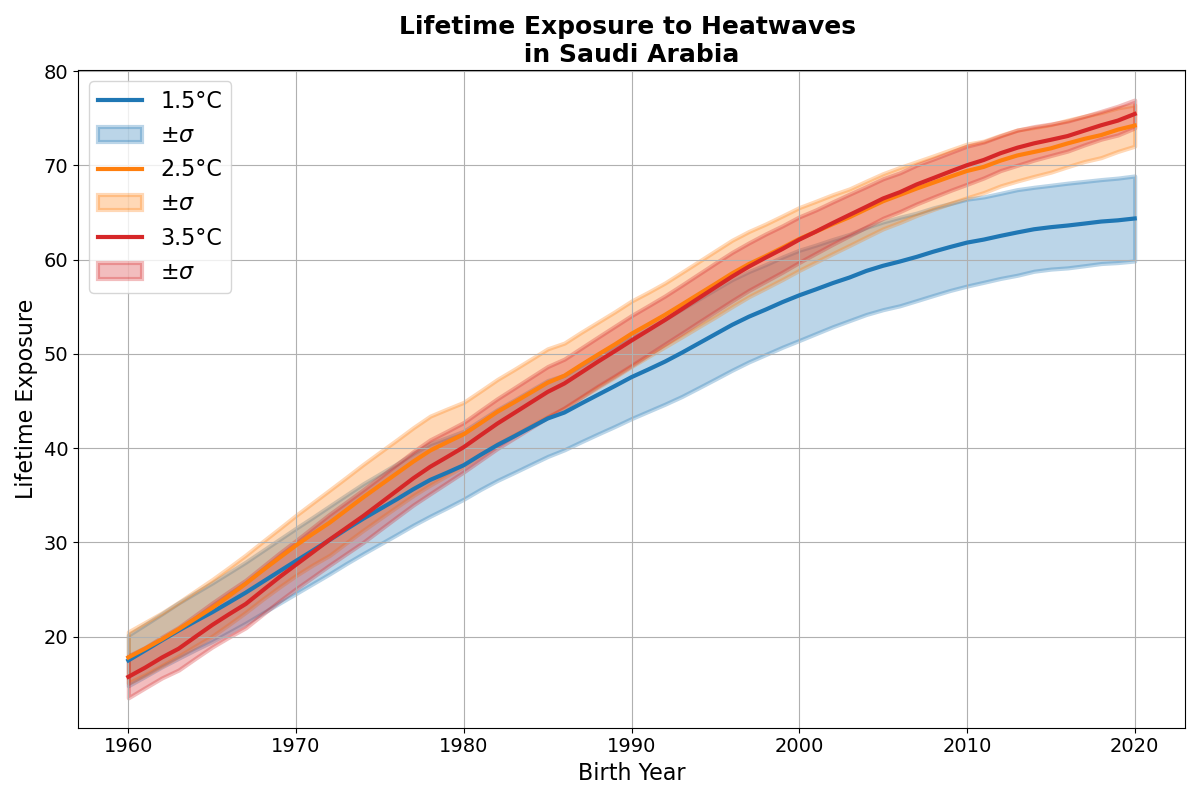 Lifetime Exposure to Heatwaves
in Saudi Arabia
80
70
60
50
40
30
20
Lifetime Exposure
1.5°C
±σ
2.5°C
±σ
3.5°C
±σ
1960 1970 1980 1990 2000 2010 2020
Birth Year